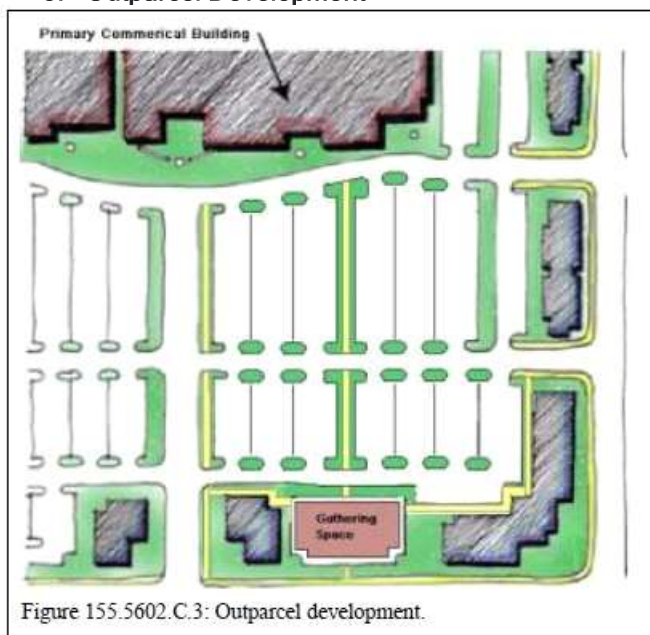 Primary Commerical Building
Gathering
Space
Figure 155.5602.C.3: Outparcel development.